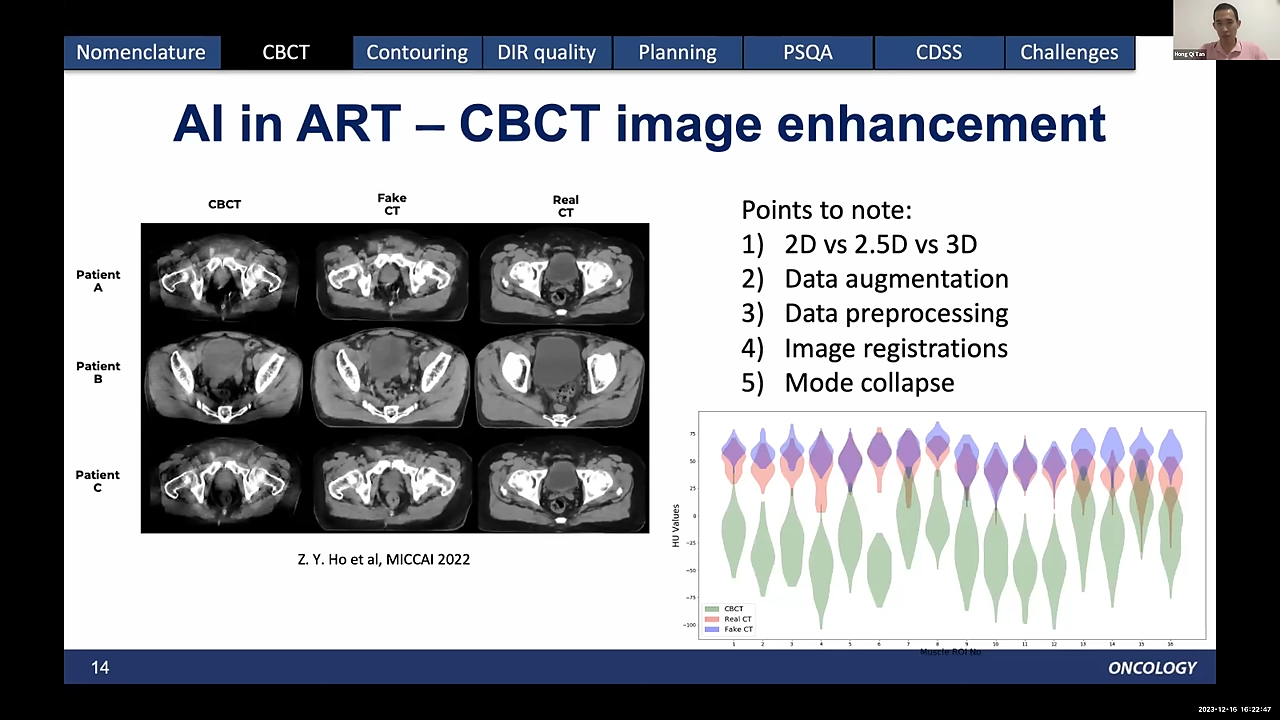 Hong Qi Tan
Nomenclature
CBCT
Contouring
DIR quality
Planning
PSQA
CDSS
Challenges
AI in ART – CBCT image enhancement
CBCT
Fake
CT
Real
CT
Patient
A
Patient
B
Patient
C
Z. Y. Ho et al, MICCAI 2022
Points to note:
1) 2D vs 2.5D vs 3D
2) Data augmentation
3) Data preprocessing
4) Image registrations
5) Mode collapse
HU Values
75
50
25
0
−25
−50
−75
−100
CBCT
Real CT
Fake CT
1 2 3 4 5 6 7 8 9 10 11 12 13 14 15 16
Muscle ROI No
14
ONCOLOGY
2023-12-16 16:22:47